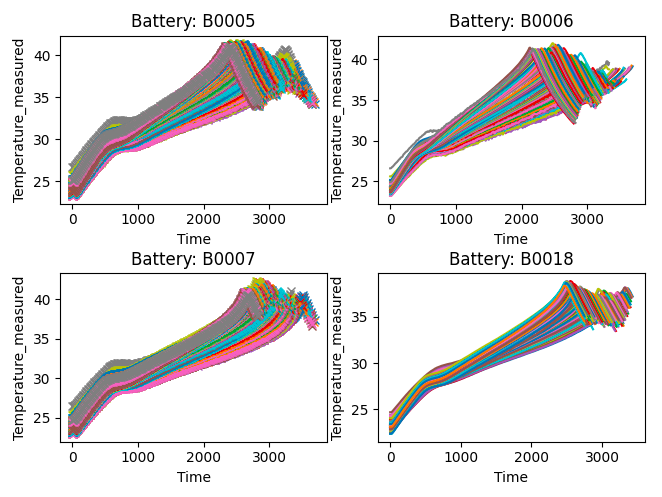 Battery: B0005
Temperature_measured
40
35
30
25
0
1000
2000
3000
Time
Battery: B0006
Temperature_measured
40
35
30
25
0
1000
2000
3000
Time
Battery: B0007
Temperature_measured
40
35
30
25
0
1000
2000
3000
Time
Battery: B0018
Temperature_measured
35
30
25
0
1000
2000
3000
Time